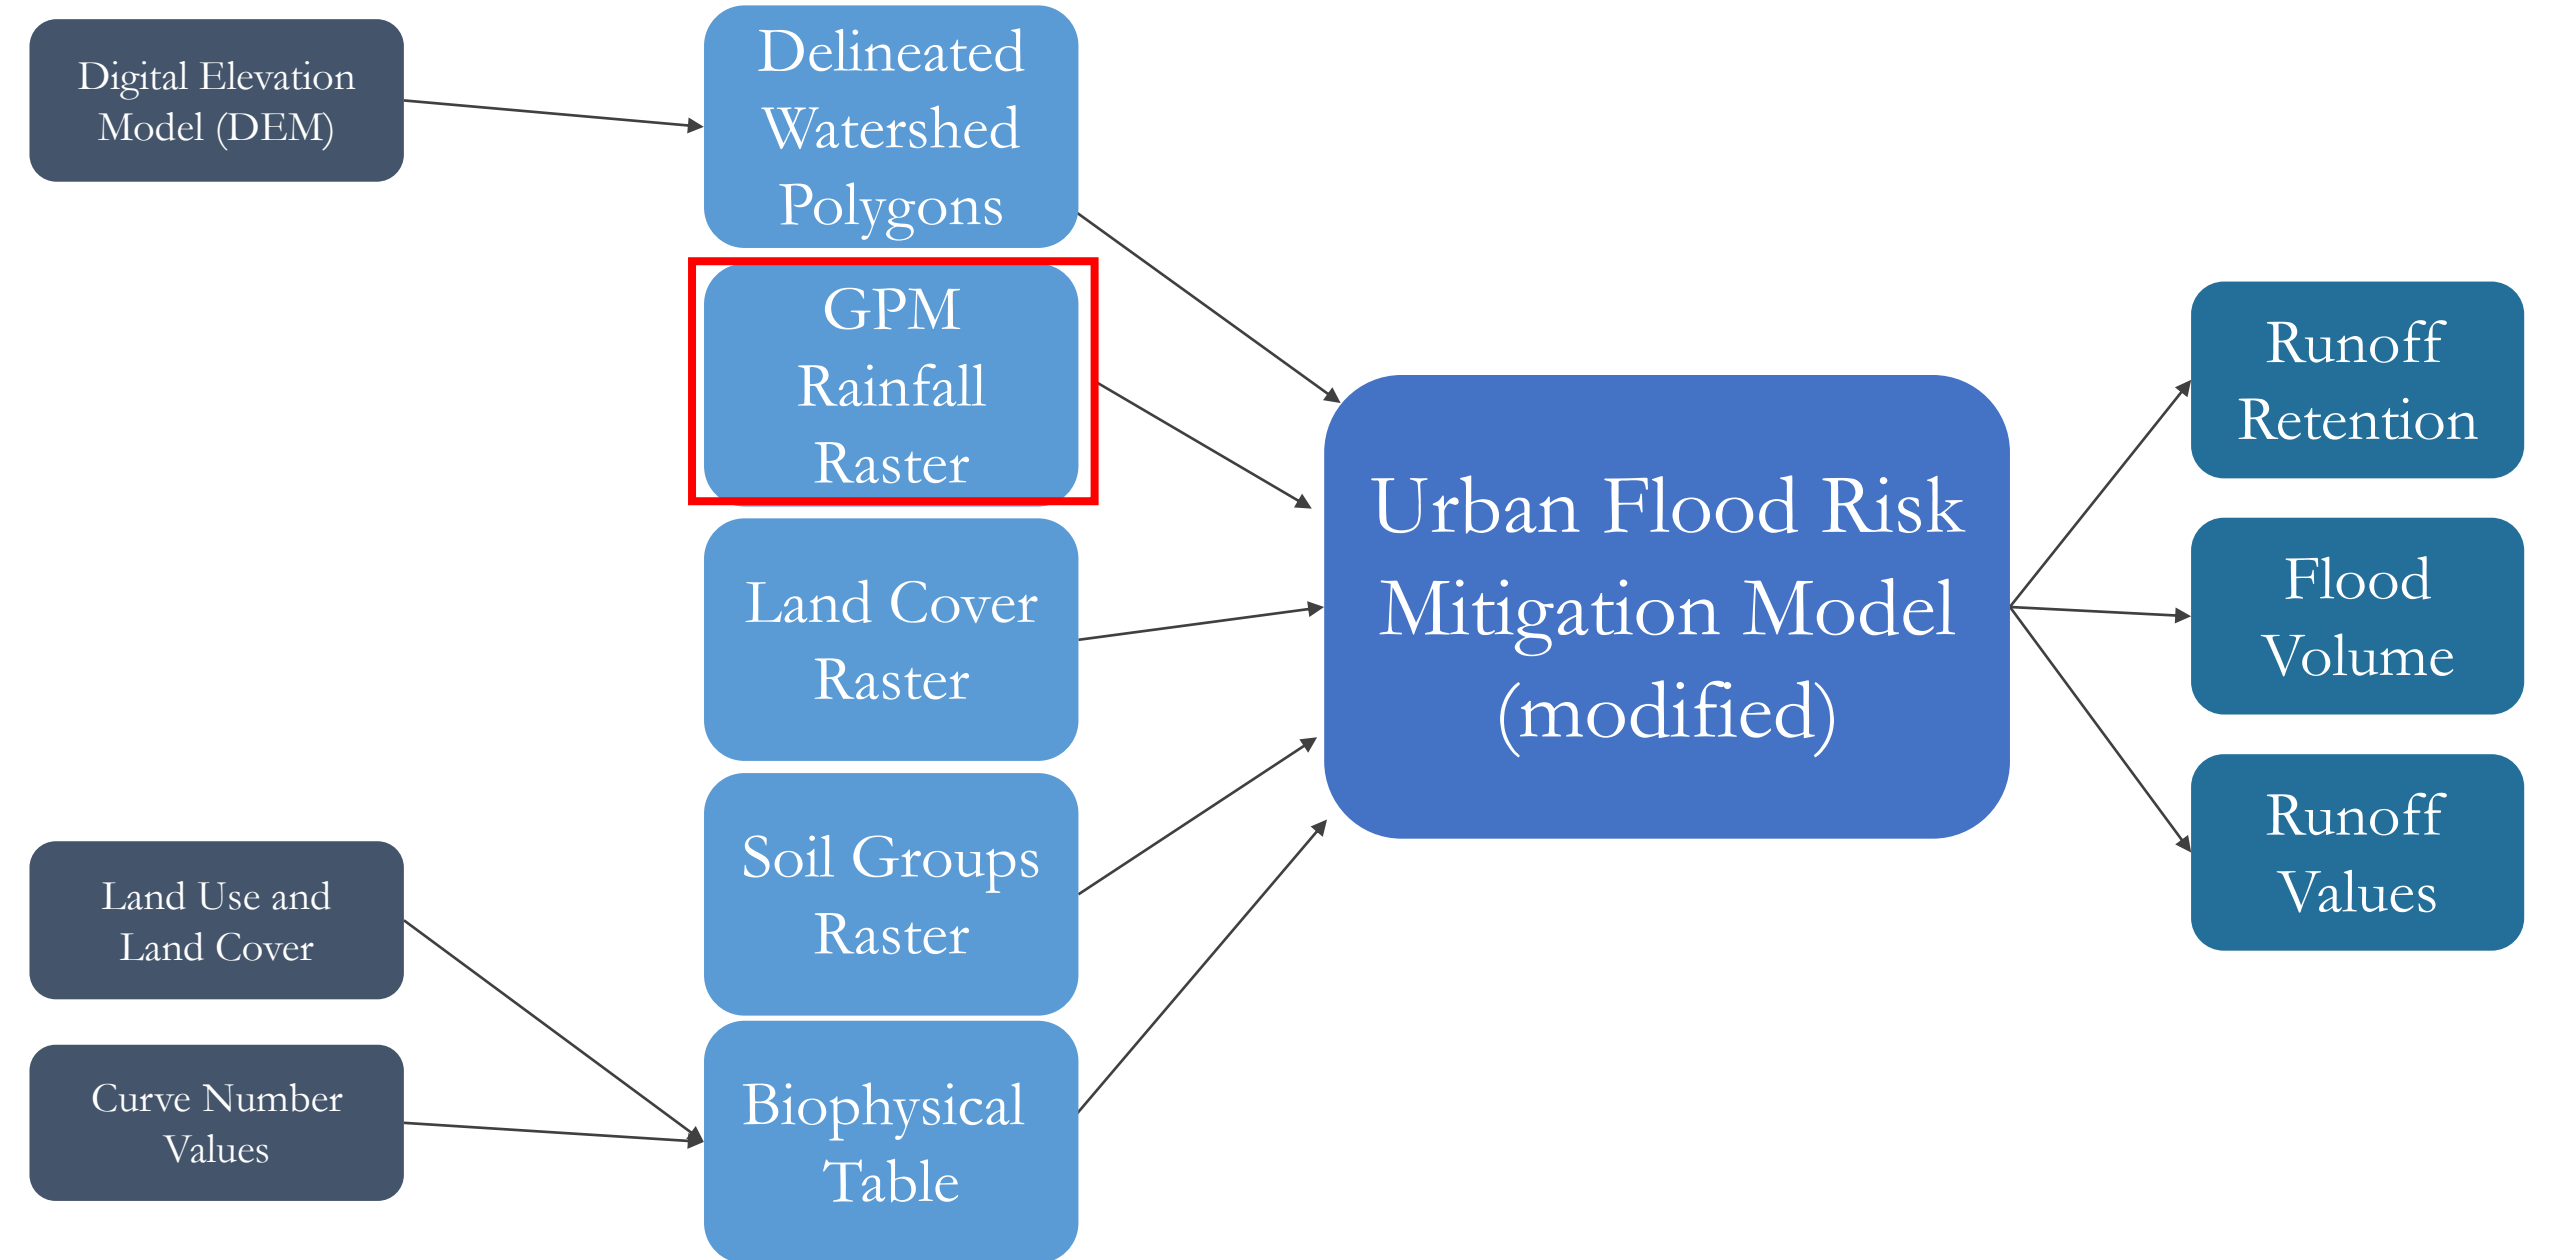 Digital Elevation
Model (DEM)
Delineated
Watershed
Polygons
GPM
Rainfall
Raster
Land Cover
Raster
Soil Groups
Raster
Land Use and
Land Cover
Curve Number
Values
Biophysical
Table
Urban Flood Risk
Mitigation Model
(modified)
Runoff
Retention
Flood
Volume
Runoff
Values